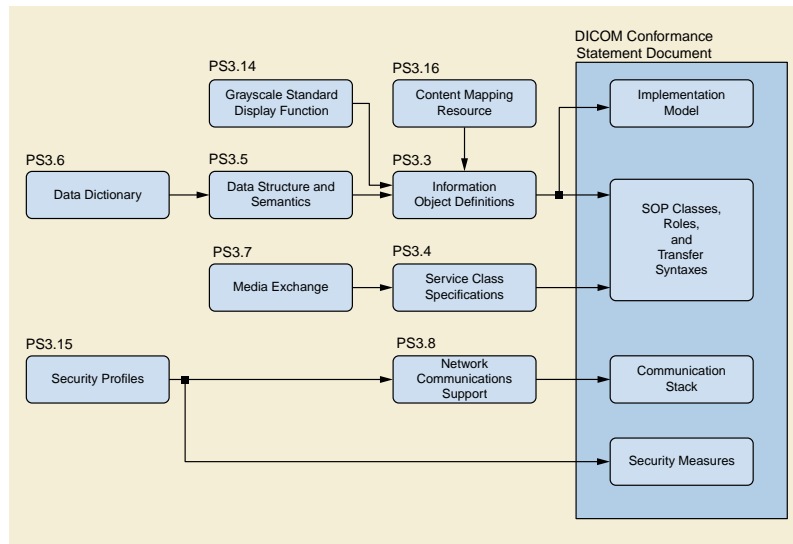 DICOM Conformance
Statement Document
PS3.14
Grayscale Standard
Display Function
PS3.16
Content Mapping
Resource
Implementation
Model
PS3.6
Data Dictionary
PS3.5
Data Structure and
Semantics
PS3.3
Information
Object Definitions
SOP Classes,
Roles,
and
Transfer
Syntaxes
PS3.7
Media Exchange
PS3.4
Service Class
Specifications
PS3.15
Security Profiles
PS3.8
Network
Communications
Support
Communication
Stack
Security Measures